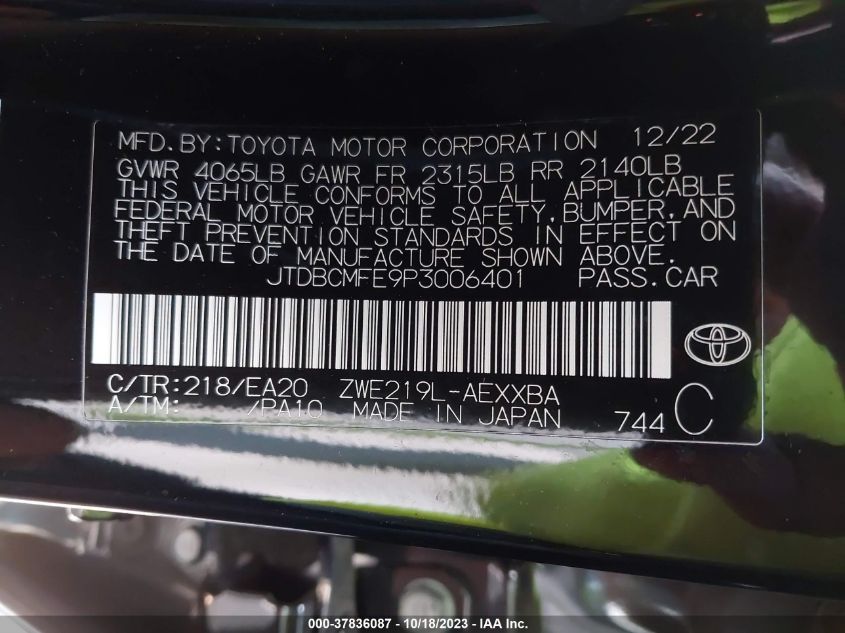 MFD.BY:TOYOTA MOTOR CORPORATION 12/22
GVWR 4065LB GAWR FR 2315LB RR 2140LB
THIS VEHICLE CONFORMS TO ALL APPLICABLE
FEDERAL MOTOR VEHICLE SAFETY,BUMPER,AND
THEFT PREVENTION STANDARDS IN EFFECT ON
THE DATE OF MANUFACTURE SHOWN ABOVE.
JTDBCMFE9P3006401 PASS.CAR
C/TR:218/EA20 ZWE219L-AEXXBA
A/TM: /PA10 MADE IN JAPAN 744 C
000-37836087 - 10/18/2023 - IAA Inc.